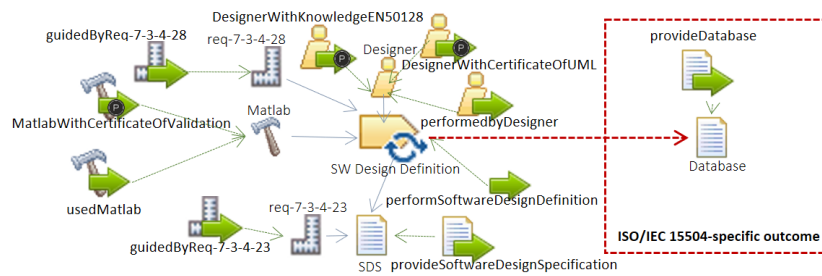 DesignerWithKnowledgeEN50128
guidedByReq-7-3-4-28
req-7-3-4-28
Designer
DesignerWithCertificateOfUML
provideDatabase
P
P
MatlabWithCertificateOfValidation
Matlab
performedbyDesigner
SW Design Definition
Database
usedMatlab
performSoftwareDesignDefinition
req-7-3-4-23
guidedByReq-7-3-4-23
SDS
provideSoftwareDesignSpecification
ISO/IEC 15504-specific outcome
P